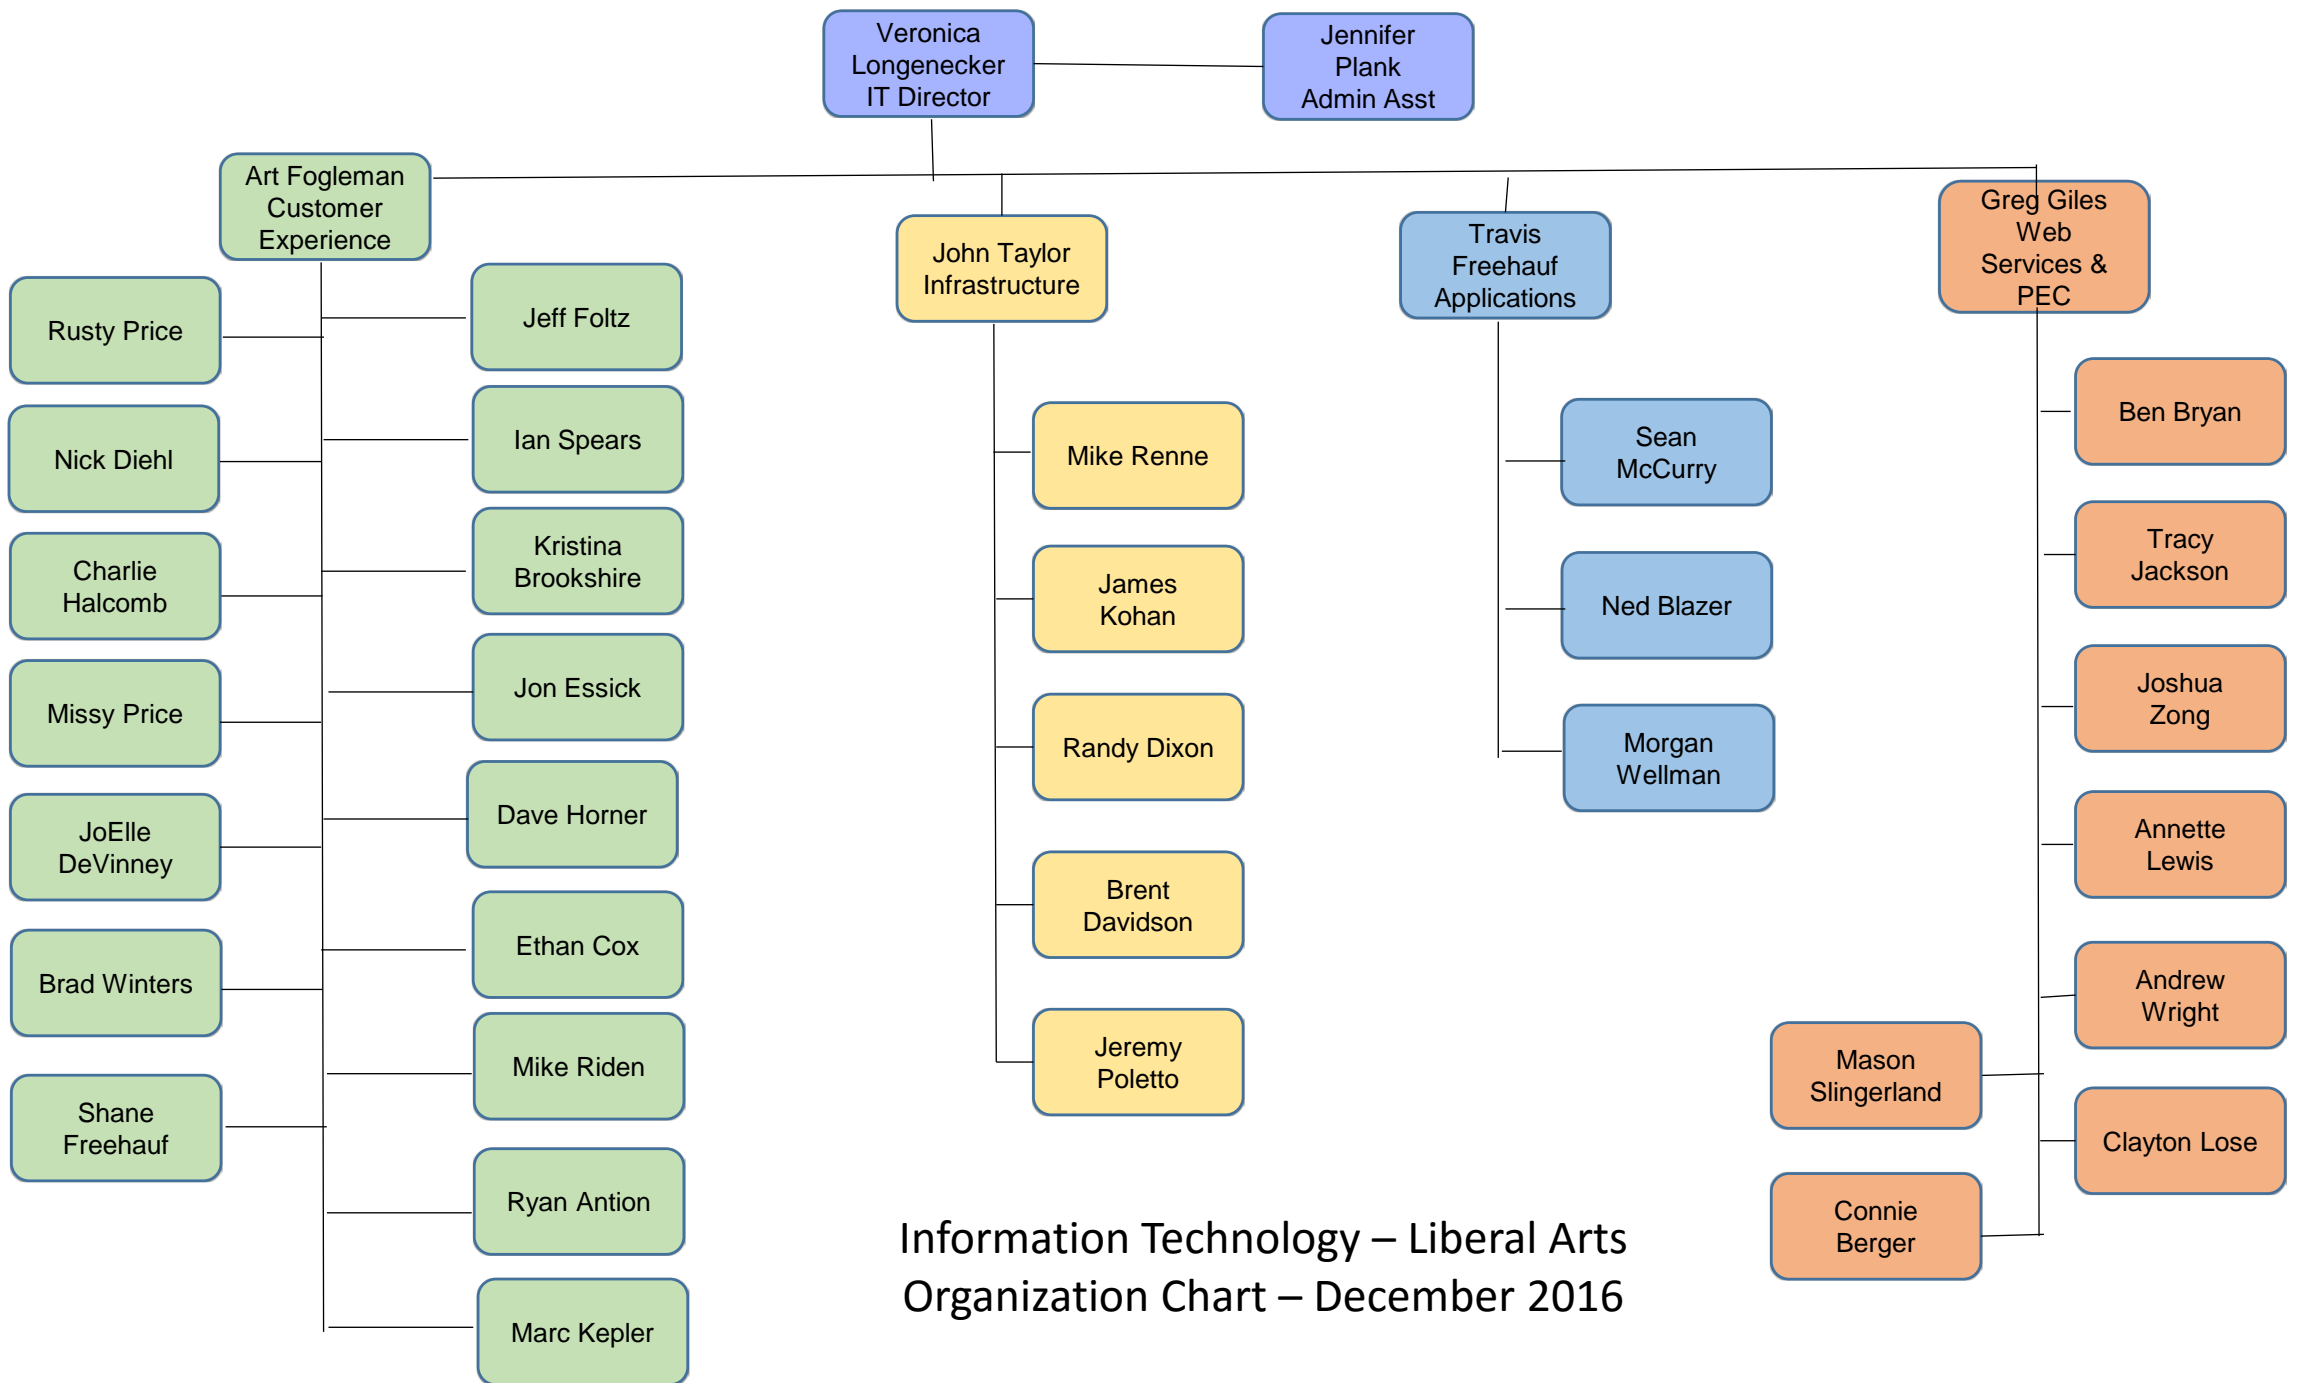 Veronica
Longenecker
IT Director
Jennifer
Plank
Admin Asst
Art Fogleman
Customer
Experience
John Taylor
Infrastructure
Travis
Freehauf
Applications
Greg Giles
Web
Services &
PEC
Rusty Price
Nick Diehl
Charlie
Halcomb
Missy Price
JoElle
DeVinney
Brad Winters
Shane
Freehauf
Jeff Foltz
Ian Spears
Kristina
Brookshire
Jon Essick
Dave Horner
Ethan Cox
Mike Riden
Ryan Antion
Marc Kepler
Mike Renne
James
Kohan
Randy Dixon
Brent
Davidson
Jeremy
Poletto
Sean
McCurry
Ned Blazer
Morgan
Wellman
Ben Bryan
Tracy
Jackson
Joshua
Zong
Annette
Lewis
Andrew
Wright
Mason
Slingerland
Clayton Lose
Connie
Berger
Information Technology – Liberal Arts
Organization Chart – December 2016